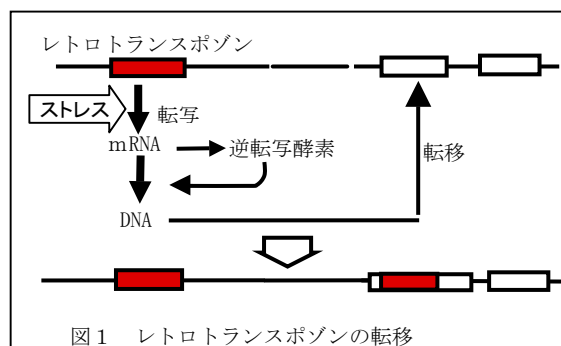 レトロトランスポゾン
ストレス
転写
mRNA
逆転写酵素
転移
DNA
図1 レトロトランスポゾンの転移